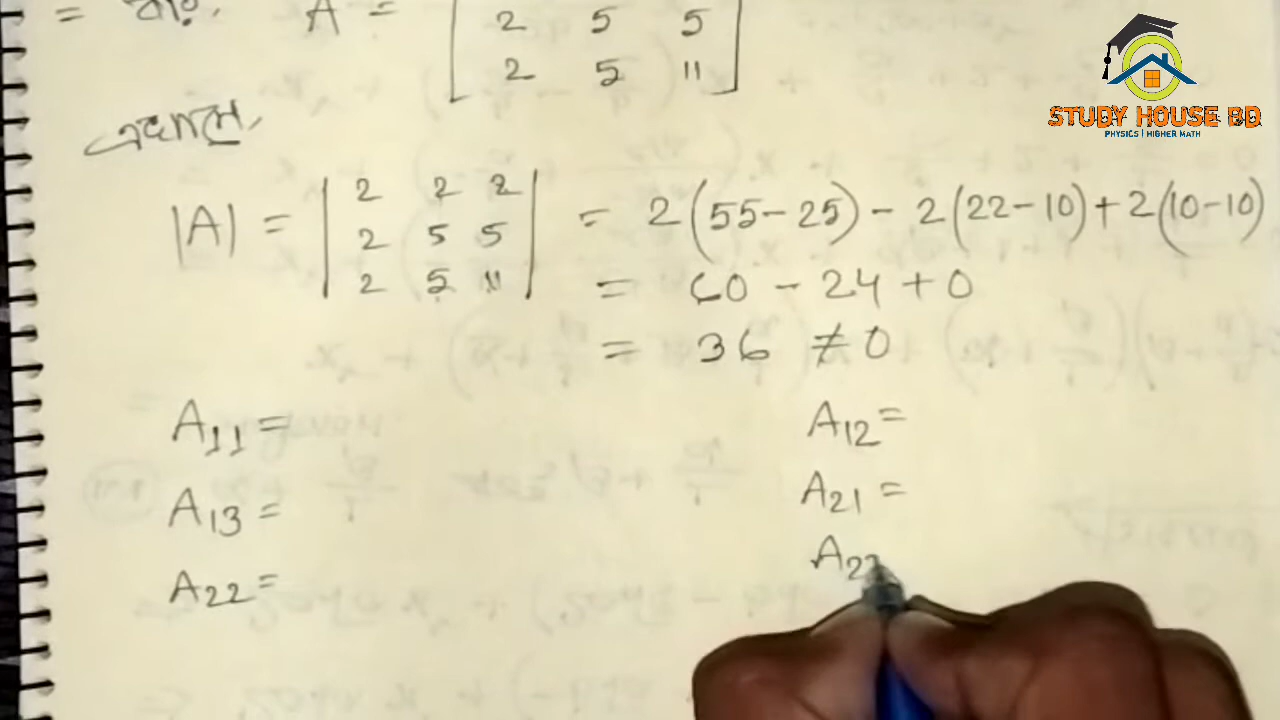 = ধরি, A = [ 2 5 5
2 5 11 ]
STUDY HOUSE BD
PHYSICS | HIGHER MATH
এখানে,
|A| = | 2 2 2 | = 2(55-25) - 2(22-10) + 2(10-10)
| 2 5 5 |
| 2 5 11 | = 60 - 24 + 0
= 36 ≠ 0
A₁₁ = A₁₂ =
A₁₃ = A₂₁ =
A₂₂ =